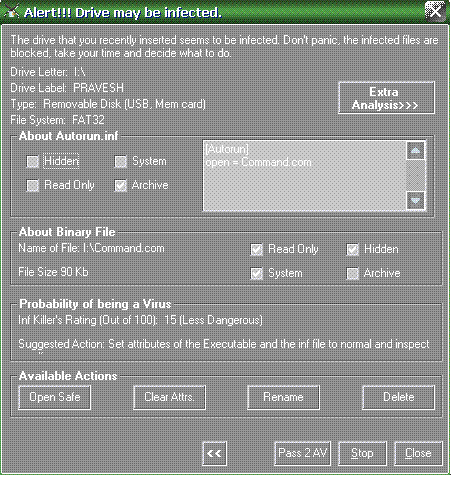 Alert!!! Drive may be infected.
The drive that you recently inserted seems to be infected. Don't panic, the infected files are
blocked, take your time and decide what to do.
Drive Letter: I:\
Drive Label: PRAVESH
Type: Removable Disk (USB, Mem card)
File System: FAT32
Extra
Analysis>>>
About Autorun.inf
Hidden
System
Read Only
Archive
[Autorun]
open = Command.com
About Binary File
Name of File: I:\Command.com
Read Only
Hidden
File Size 90 Kb
System
Archive
Probability of being a Virus
Inf Killer's Rating (Out of 100): 15 (Less Dangerous)
Suggested Action: Set attributes of the Executable and the inf file to normal and inspect
Available Actions
Open Safe
Clear Attrs.
Rename
Delete
<<
Pass 2 AV
Stop
Close